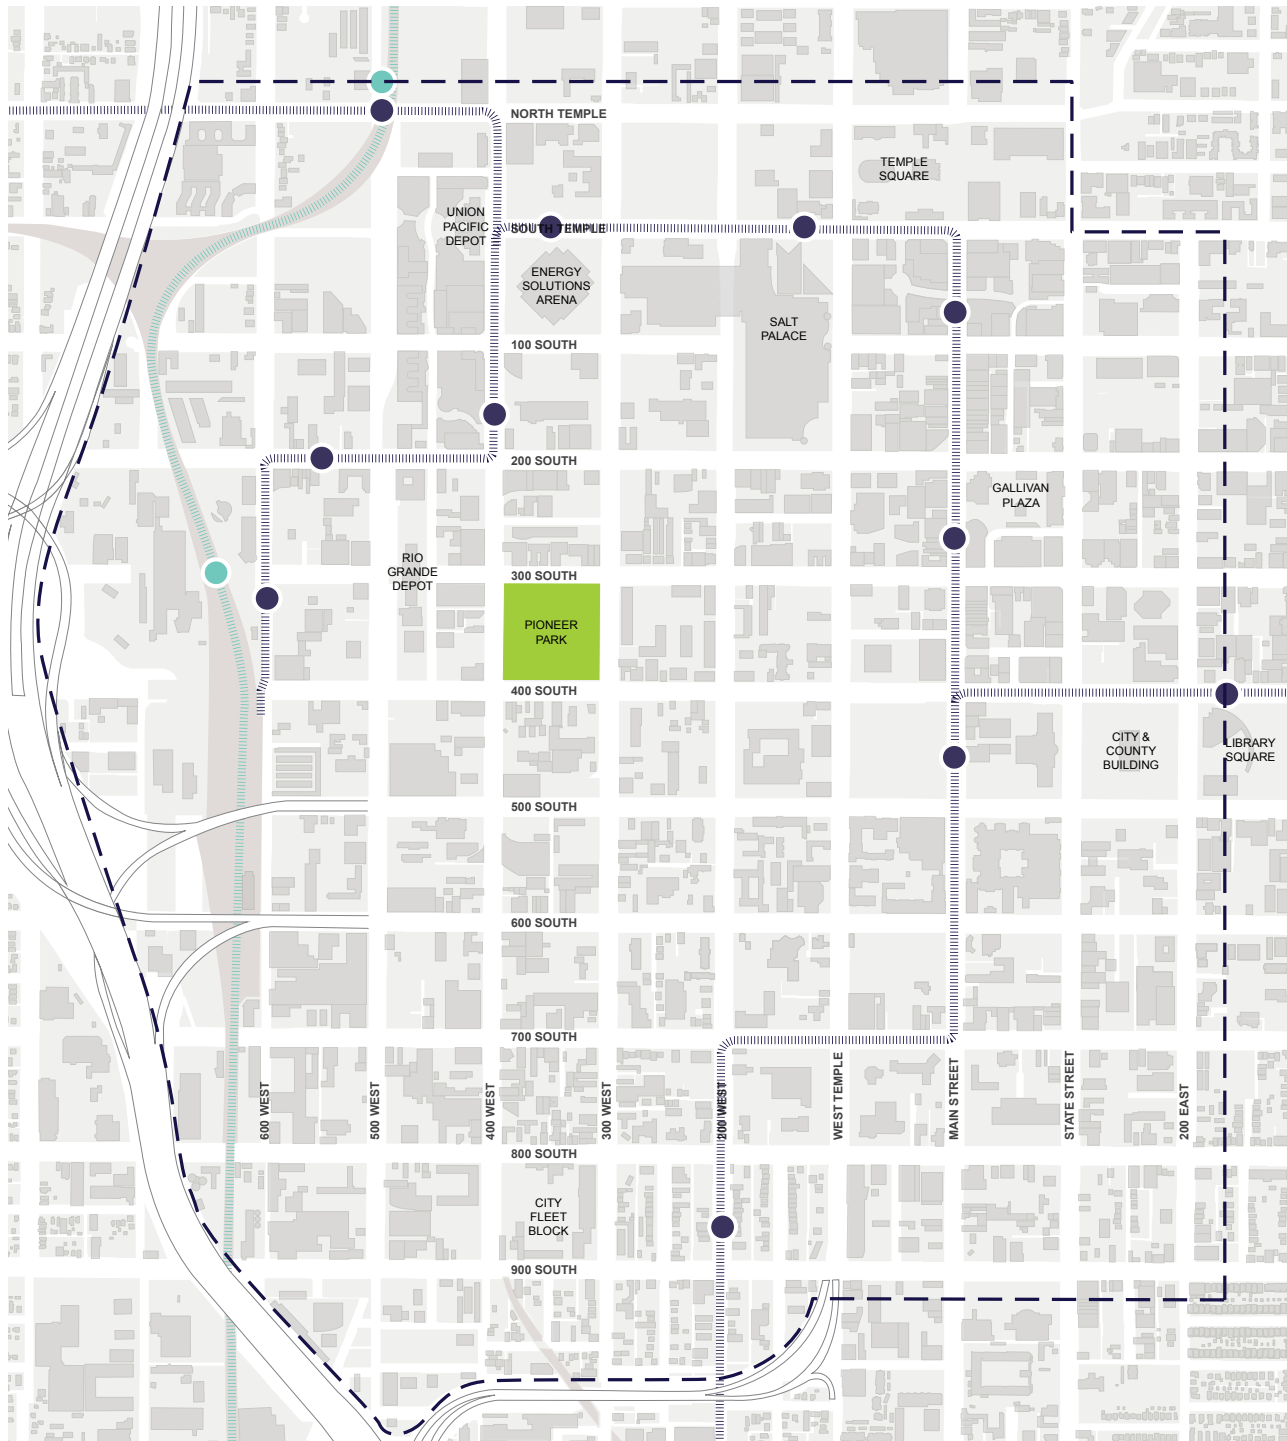 NORTH TEMPLE
TEMPLE
SQUARE
UNION
PACIFIC
DEPOT
SOUTH TEMPLE
ENERGY
SOLUTIONS
ARENA
SALT
PALACE
100 SOUTH
200 SOUTH
GALLIVAN
PLAZA
RIO
GRANDE
DEPOT
300 SOUTH
PIONEER
PARK
400 SOUTH
CITY &
COUNTY
BUILDING
LIBRARY
SQUARE
500 SOUTH
600 SOUTH
700 SOUTH
600 WEST
500 WEST
400 WEST
300 WEST
200 WEST
WEST TEMPLE
MAIN STREET
STATE STREET
200 EAST
800 SOUTH
CITY
FLEET
BLOCK
900 SOUTH